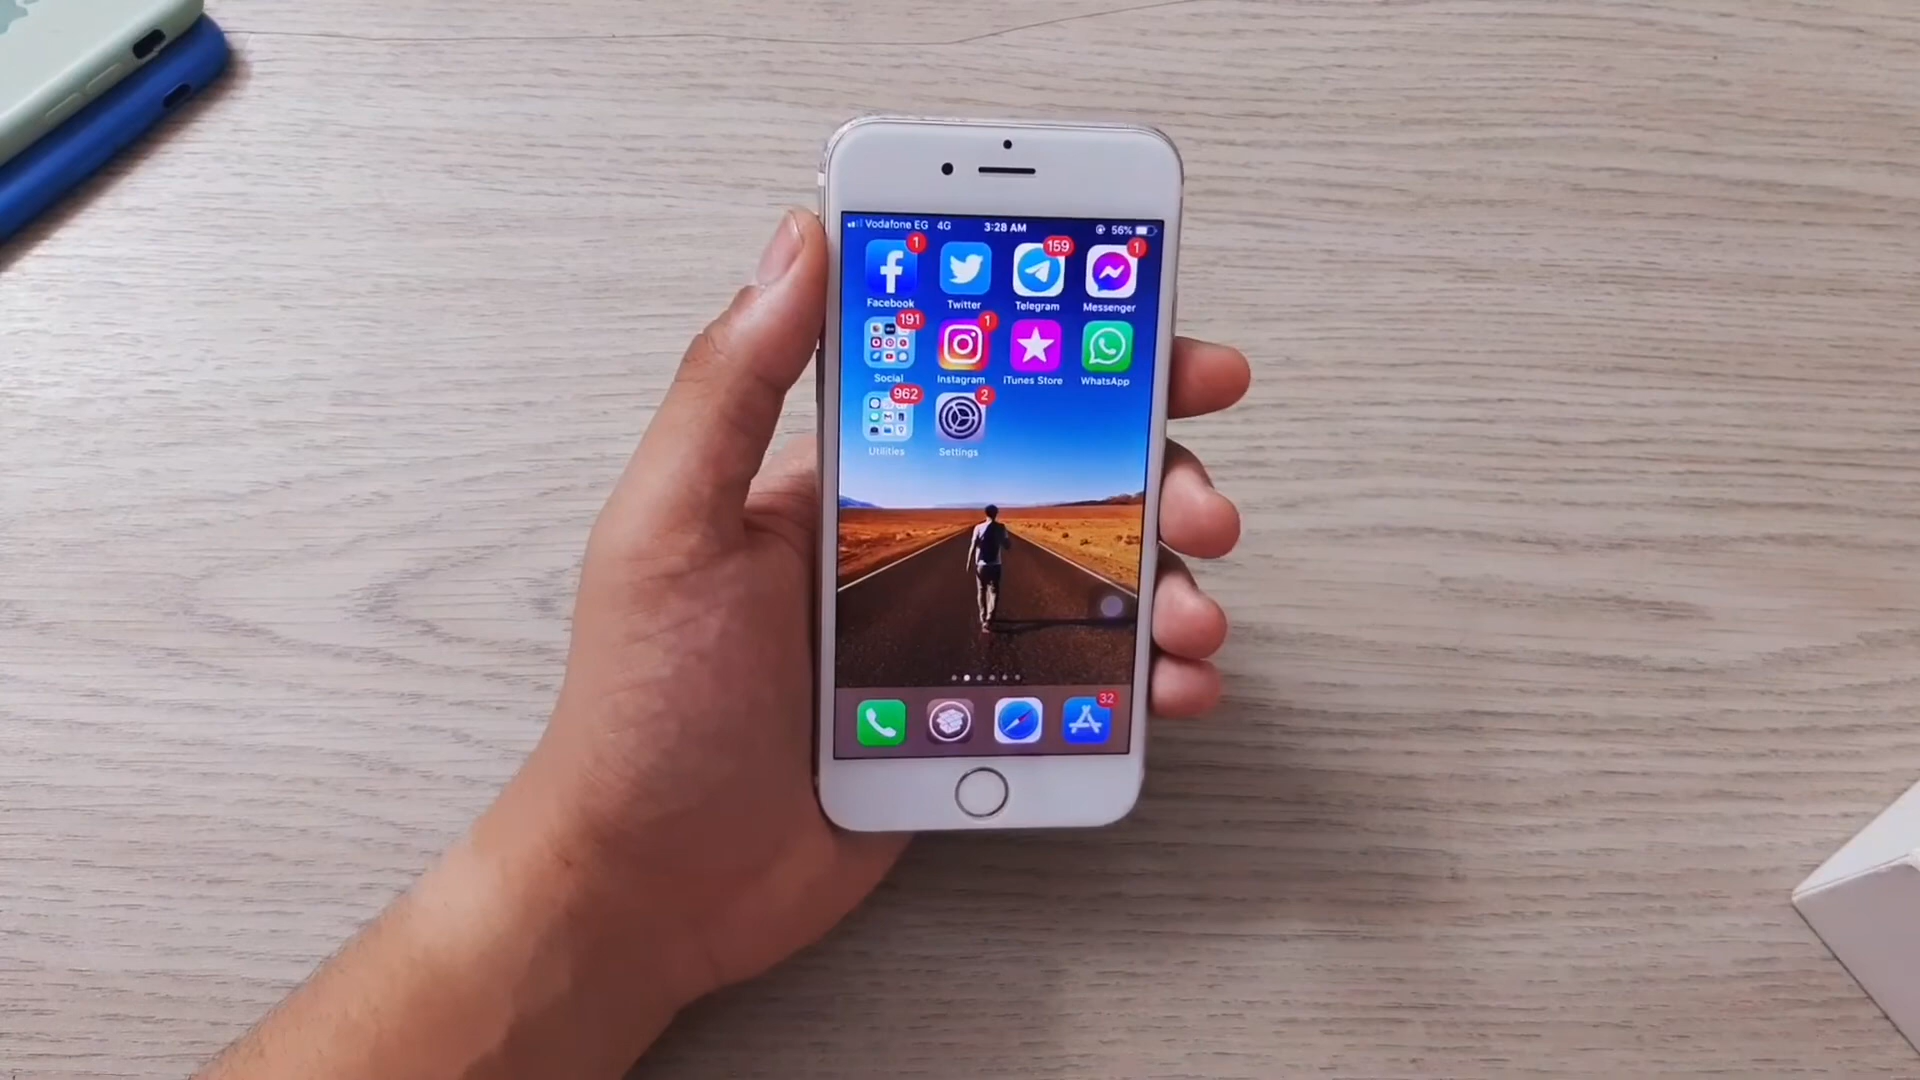 Vodafone EG 4G 3:28 AM 56%
1 159 1
Facebook Twitter Telegram Messenger
191 1
Social Instagram iTunes Store WhatsApp
962 2
Utilities Settings
32